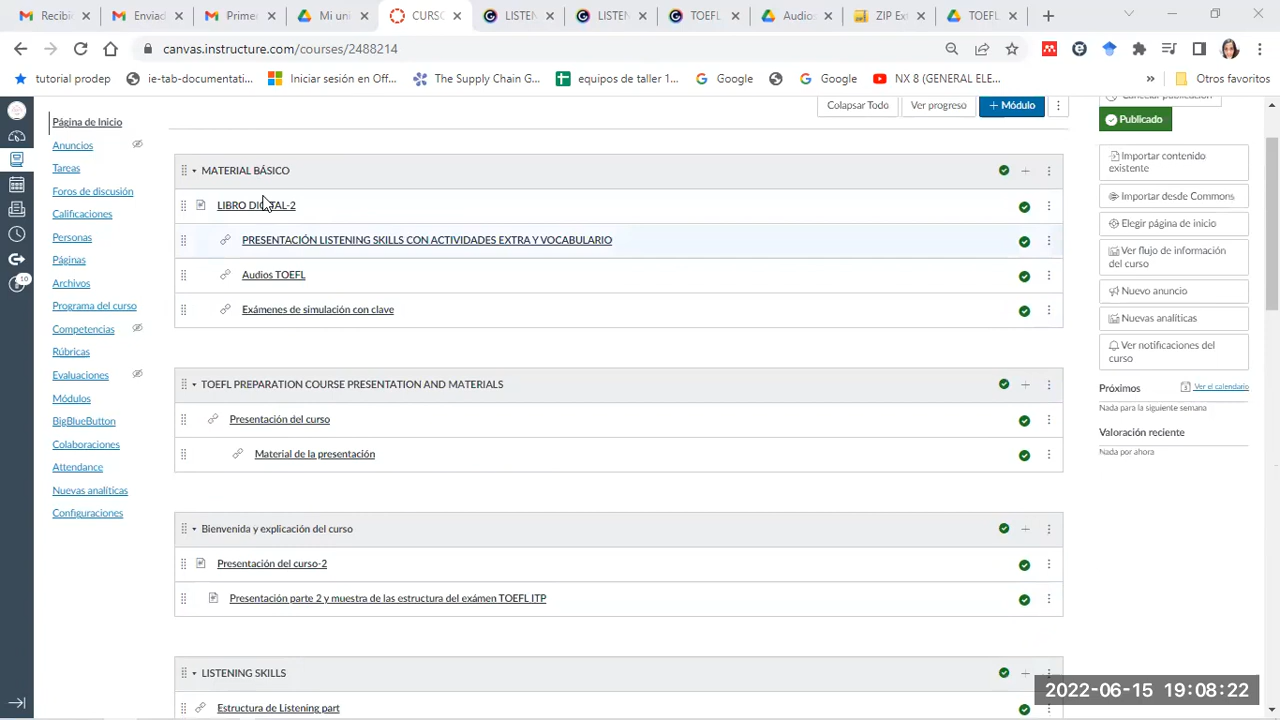 Recibi
Enviad
Prime
Mi uni
CURSO
LISTEN
LISTEN
TOEFL
Audio
ZIP Ex
TOEFL
canvas.instructure.com/courses/2488214
tutorial prodep
ie-tab-documentati...
Iniciar sesión en Off...
The Supply Chain G...
equipos de taller 1...
Google
Google
NX 8 (GENERAL ELE...
Otros favoritos
Colapsar Todo
Ver progreso
+ Módulo
Cancelar publicación
Publicado
Página de Inicio
Anuncios
Tareas
Foros de discusión
Calificaciones
Personas
Páginas
Archivos
Programa del curso
Competencias
Rúbricas
Evaluaciones
Módulos
BigBlueButton
Colaboraciones
Attendance
Nuevas analíticas
Configuraciones
10
MATERIAL BÁSICO
LIBRO DIGITAL-2
PRESENTACIÓN LISTENING SKILLS CON ACTIVIDADES EXTRA Y VOCABULARIO
Audios TOEFL
Exámenes de simulación con clave
TOEFL PREPARATION COURSE PRESENTATION AND MATERIALS
Presentación del curso
Material de la presentación
Bienvenida y explicación del curso
Presentación del curso-2
Presentación parte 2 y muestra de las estructura del exámen TOEFL ITP
LISTENING SKILLS
Estructura de Listening part
Importar contenido
existente
Importar desde Commons
Elegir página de inicio
Ver flujo de información
del curso
Nuevo anuncio
Nuevas analíticas
Ver notificaciones del
curso
Próximos
Ver el calendario
Nada para la siguiente semana
Valoración reciente
Nada por ahora
2022-06-15 19:08:22